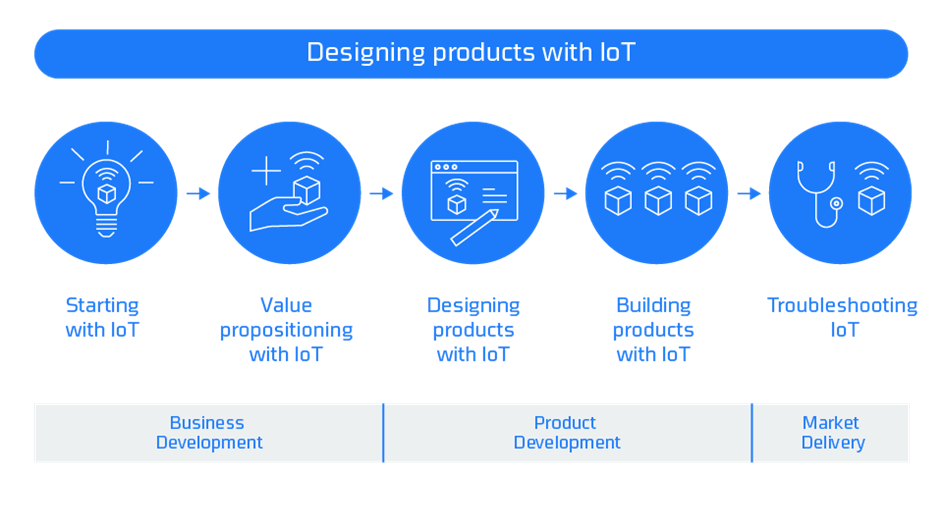 Designing products with IoT
Starting
with IoT
Value
propositioning
with IoT
Designing
products
with IoT
Building
products
with IoT
Troubleshooting
IoT
Business
Development
Product
Development
Market
Delivery